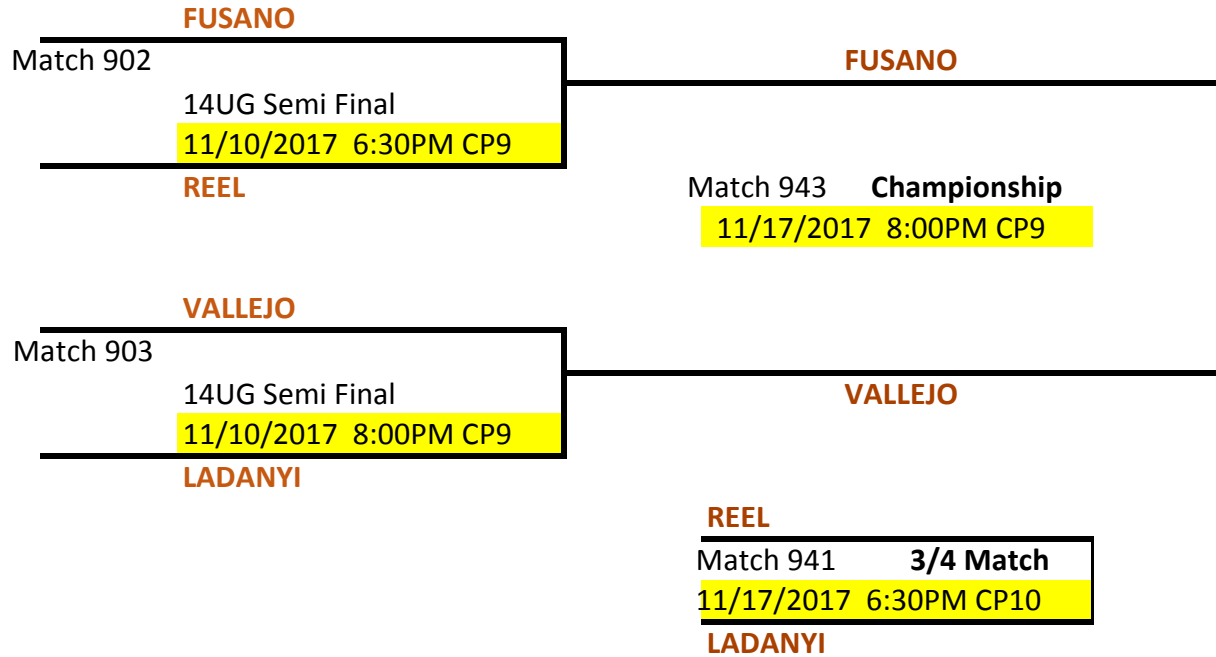 FUSANO
Match 902
FUSANO
14UG Semi Final
11/10/2017 6:30PM CP9
REEL
Match 943 Championship
11/17/2017 8:00PM CP9
VALLEJO
Match 903
14UG Semi Final
VALLEJO
11/10/2017 8:00PM CP9
LADANYI
REEL
Match 941 3/4 Match
11/17/2017 6:30PM CP10
LADANYI